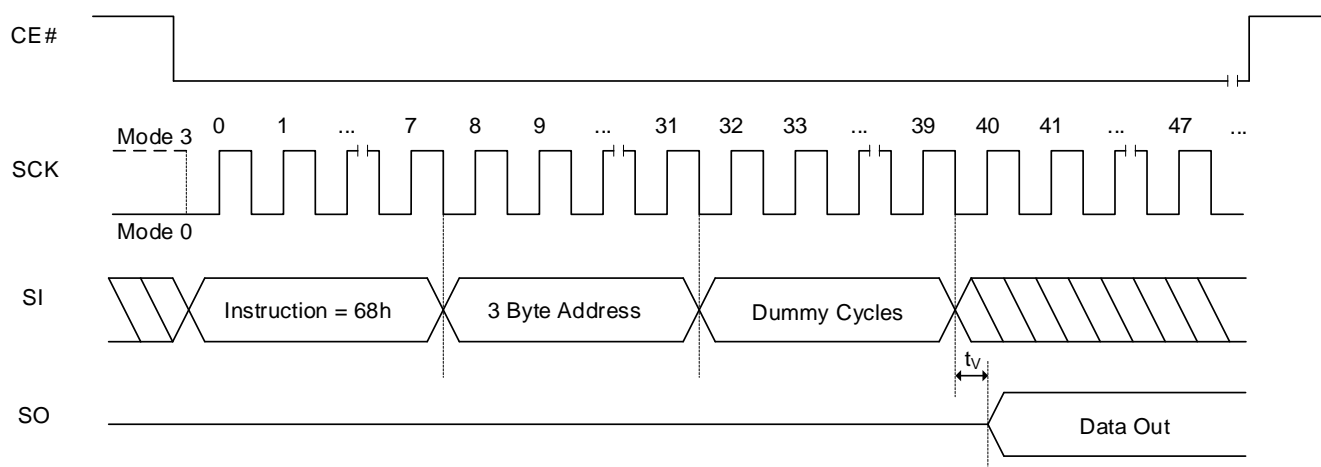 CE#
Mode 3 0 1 ... 7 8 9 ... 31 32 33 ... 39 40 41 ... 47 ...
SCK
Mode 0
SI Instruction = 68h 3 Byte Address Dummy Cycles
tV
SO Data Out